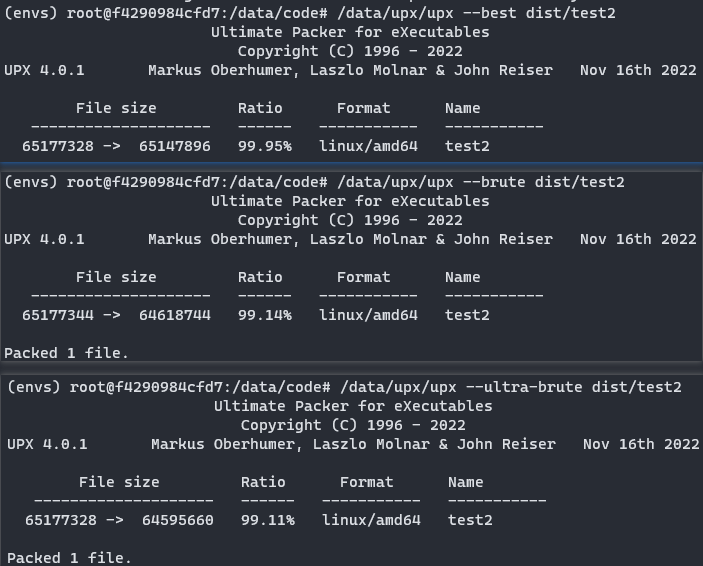 (envs) root@f4290984cfd7:/data/code# /data/upx/upx --best dist/test2
Ultimate Packer for eXecutables
Copyright (C) 1996 - 2022
UPX 4.0.1 Markus Oberhumer, Laszlo Molnar & John Reiser Nov 16th 2022
File size Ratio Format Name
-------------------- ------ ----------- -----------
65177328 -> 65147896 99.95% linux/amd64 test2
(envs) root@f4290984cfd7:/data/code# /data/upx/upx --brute dist/test2
Ultimate Packer for eXecutables
Copyright (C) 1996 - 2022
UPX 4.0.1 Markus Oberhumer, Laszlo Molnar & John Reiser Nov 16th 2022
File size Ratio Format Name
-------------------- ------ ----------- -----------
65177344 -> 64618744 99.14% linux/amd64 test2
Packed 1 file.
(envs) root@f4290984cfd7:/data/code# /data/upx/upx --ultra-brute dist/test2
Ultimate Packer for eXecutables
Copyright (C) 1996 - 2022
UPX 4.0.1 Markus Oberhumer, Laszlo Molnar & John Reiser Nov 16th 2022
File size Ratio Format Name
-------------------- ------ ----------- -----------
65177328 -> 64595660 99.11% linux/amd64 test2
Packed 1 file.